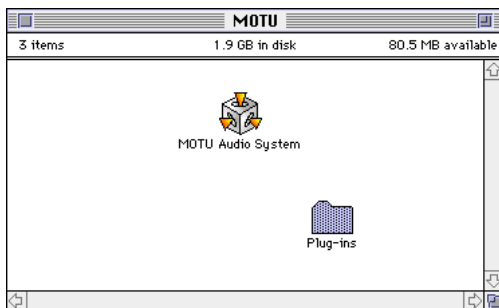 MOTU
3 items 1.9 GB in disk 80.5 MB available
MOTU Audio System
Plug-ins